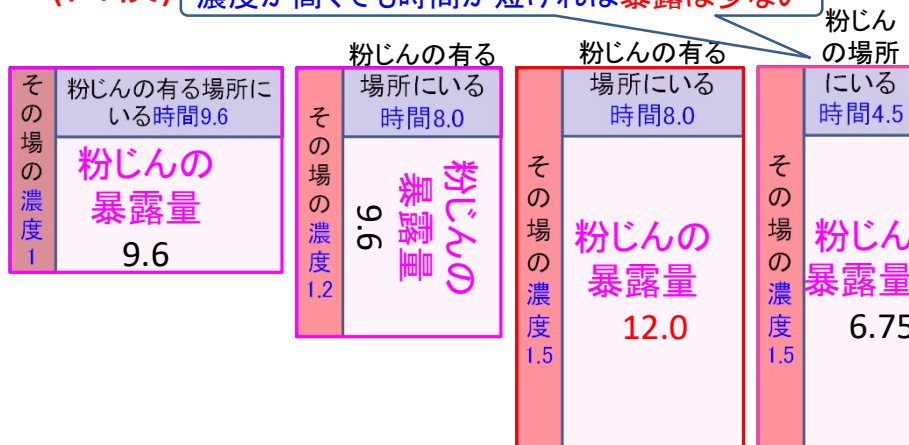 濃度が高くても時間が短ければ暴露は少ない
粉じんの有る場所に
いる時間9.6
その場の濃度1
粉じんの
暴露量
9.6
粉じんの有る
場所にいる
時間8.0
その場の濃度1.2
粉じんの
暴露量
9.6
粉じんの有る
場所にいる
時間8.0
その場の濃度1.5
粉じんの
暴露量
12.0
粉じん
の場所
にいる
時間4.5
その場の濃度1.5
粉じん
暴露量
6.75